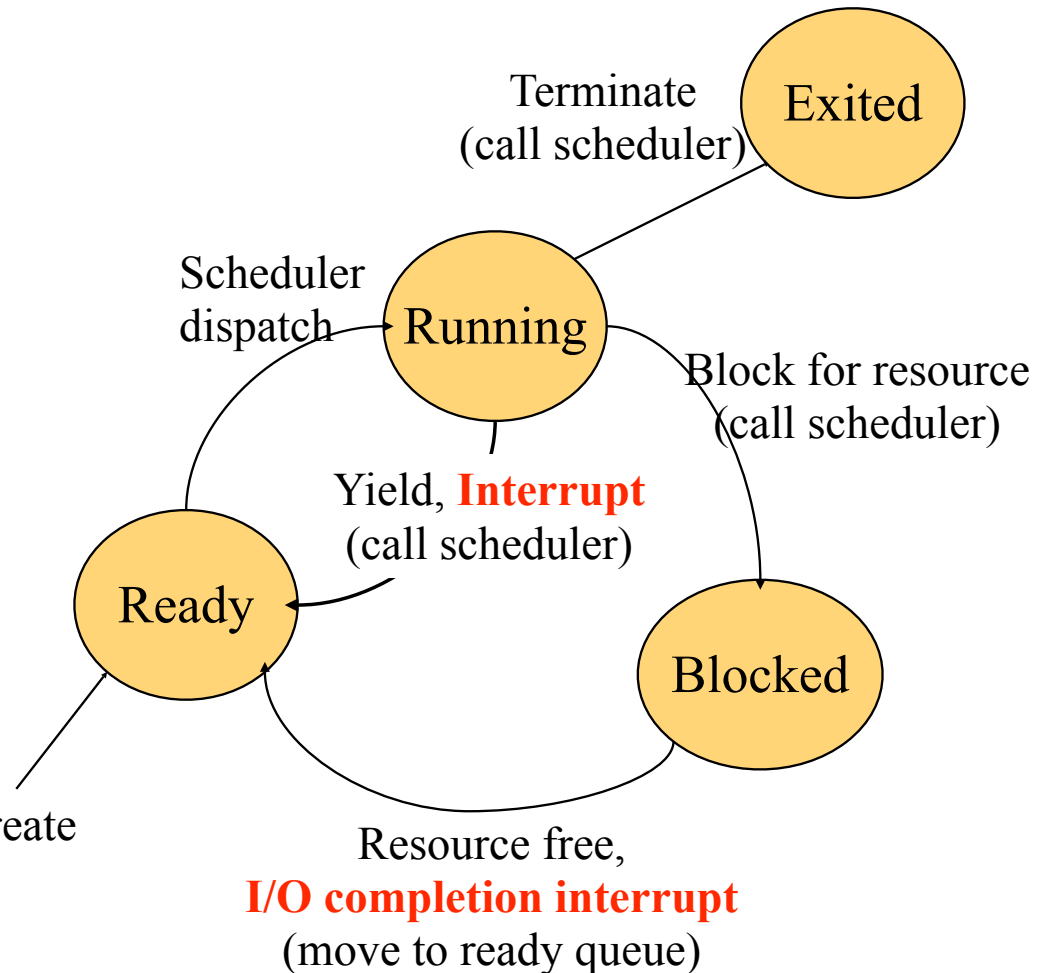 Terminate
(call scheduler)
Exited
Scheduler
dispatch
Running
Block for resource
(call scheduler)
Yield, Interrupt
(call scheduler)
Ready
Blocked
reate
Resource free,
I/O completion interrupt
(move to ready queue)